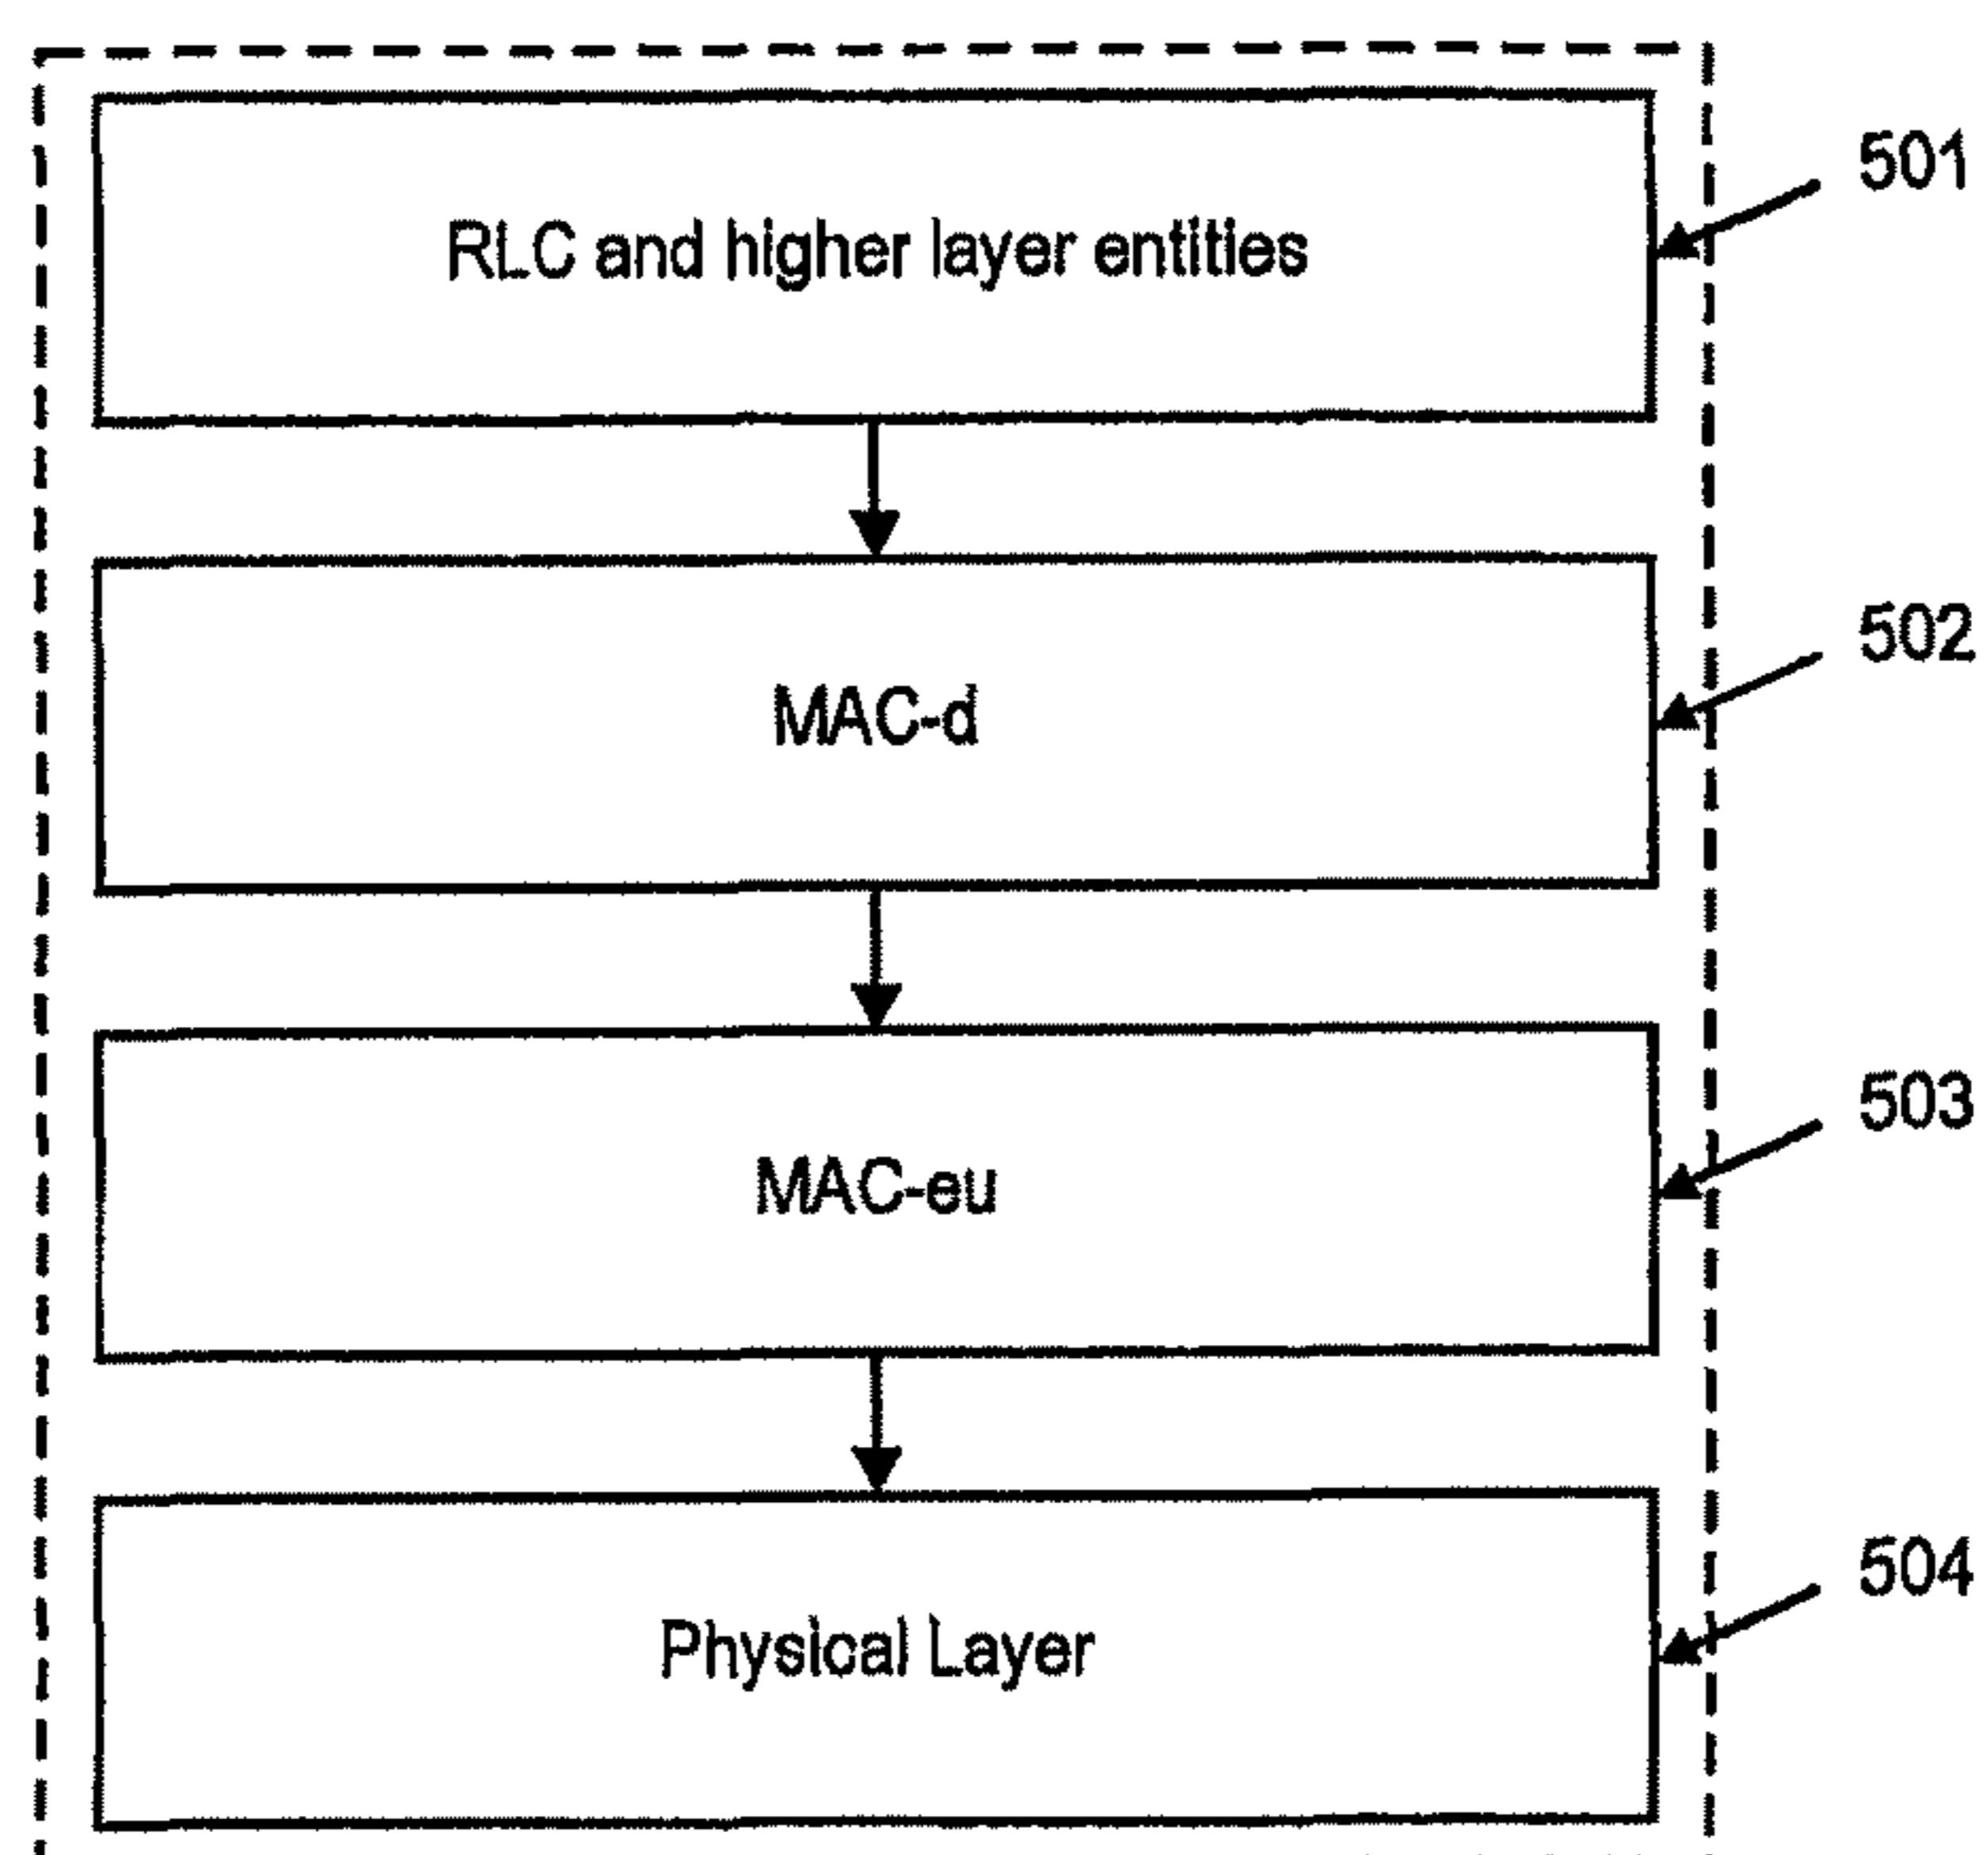 RLC and higher layer entities
501
MAC-d
502
MAC-eu
503
Physical Layer
504